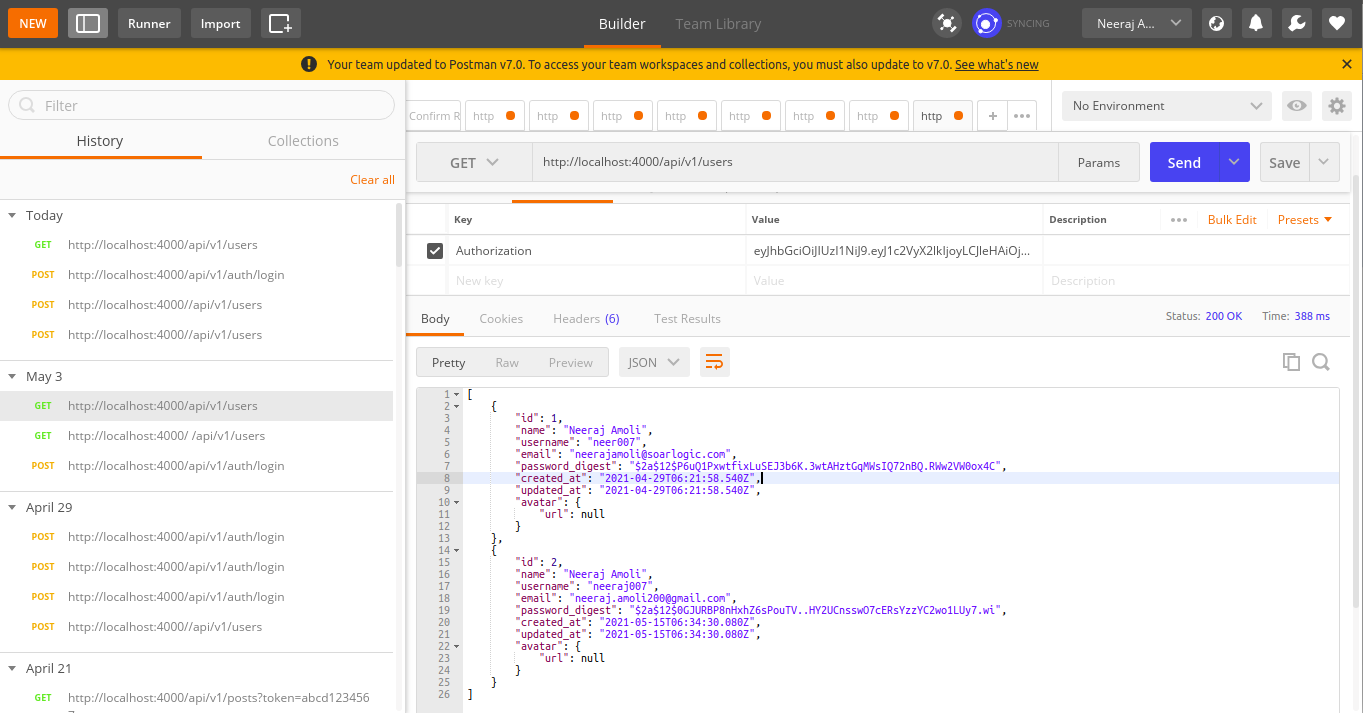 NEW Runner Import Builder Team Library SYNCING Neeraj A...
Your team updated to Postman v7.0. To access your team workspaces and collections, you must also update to v7.0. See what's new
Filter
History Collections
Clear all
Today
GET http://localhost:4000/api/v1/users
POST http://localhost:4000/api/v1/auth/login
POST http://localhost:4000//api/v1/users
POST http://localhost:4000//api/v1/users
May 3
GET http://localhost:4000/api/v1/users
GET http://localhost:4000/ /api/v1/users
POST http://localhost:4000/api/v1/auth/login
April 29
POST http://localhost:4000/api/v1/auth/login
POST http://localhost:4000/api/v1/auth/login
POST http://localhost:4000/api/v1/auth/login
POST http://localhost:4000//api/v1/users
April 21
GET http://localhost:4000/api/v1/posts?token=abcd123456
Confirm R http http http http http http http http + ••• No Environment
GET http://localhost:4000/api/v1/users Params Send Save
Key Value Description ••• Bulk Edit Presets
Authorization eyJhbGciOiJIUzI1NiJ9.eyJ1c2VyX2lkIjoyLCJleHAiOj...
New key Value Description
Body Cookies Headers (6) Test Results Status: 200 OK Time: 388 ms
Pretty Raw Preview JSON
1 [
2 {
3 "id": 1,
4 "name": "Neeraj Amoli",
5 "username": "neer007",
6 "email": "neerajamoli@soarlogic.com",
7 "password_digest": "$2a$12$P6uQ1PxwtfixLuSEJ3b6K.3wtAHztGqMWsIQ72nBQ.RWw2VW0ox4C",
8 "created_at": "2021-04-29T06:21:58.540Z",
9 "updated_at": "2021-04-29T06:21:58.540Z",
10 "avatar": {
11 "url": null
12 }
13 },
14 {
15 "id": 2,
16 "name": "Neeraj Amoli",
17 "username": "neeraj007",
18 "email": "neeraj.amoli200@gmail.com",
19 "password_digest": "$2a$12$0GJURBP8nHxhZ6sPouTV..HY2UCnsswO7cERsYzzYC2wo1LUy7.wi",
20 "created_at": "2021-05-15T06:34:30.080Z",
21 "updated_at": "2021-05-15T06:34:30.080Z",
22 "avatar": {
23 "url": null
24 }
25 }
26 ]